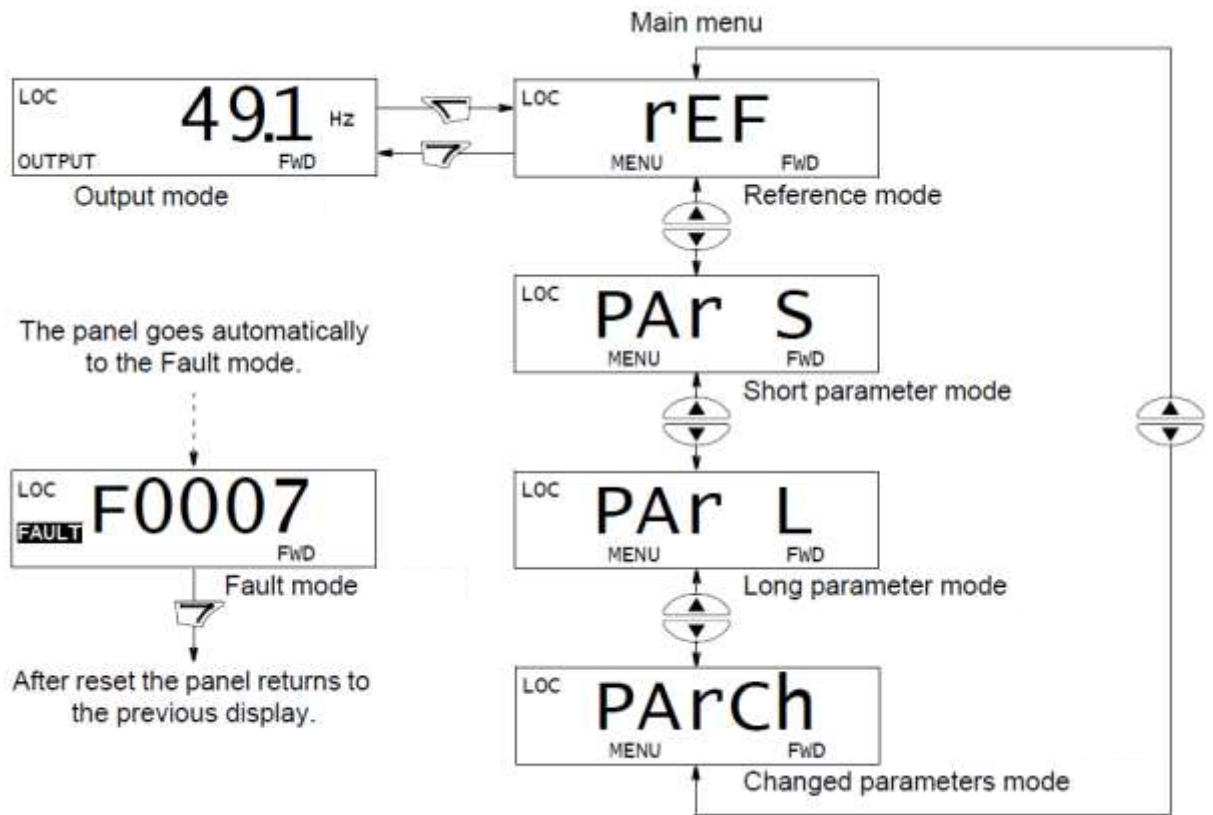 Main menu
LOC
49.1 Hz
OUTPUT FWD
Output mode
LOC
rEF
MENU FWD
Reference mode
LOC
PAr S
MENU FWD
Short parameter mode
The panel goes automatically
to the Fault mode.
LOC
F0007
FAULT
FWD
Fault mode
After reset the panel returns to
the previous display.
LOC
PAr L
MENU FWD
Long parameter mode
LOC
PArCh
MENU FWD
Changed parameters mode